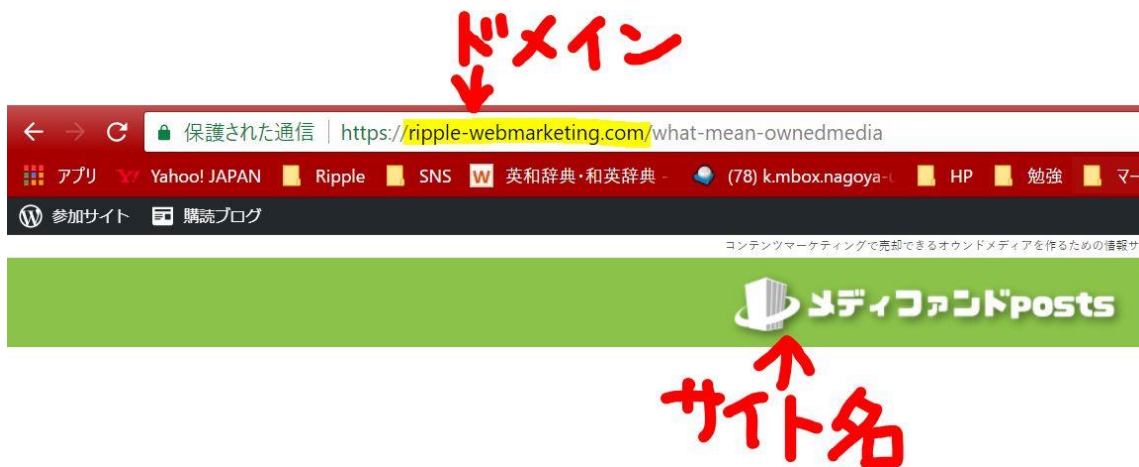 ドメイン
保護された通信 | https://ripple-webmarketing.com/what-mean-ownedmedia
アプリ Y! Yahoo! JAPAN Ripple SNS W 英和辞典・和英辞典 - (78) k.mbox.nagoya-u HP 勉強 マー
参加サイト 購読ブログ
コンテンツマーケティングで売却できるオウンドメディアを作るための情報サ
メディファンドposts
サイト名